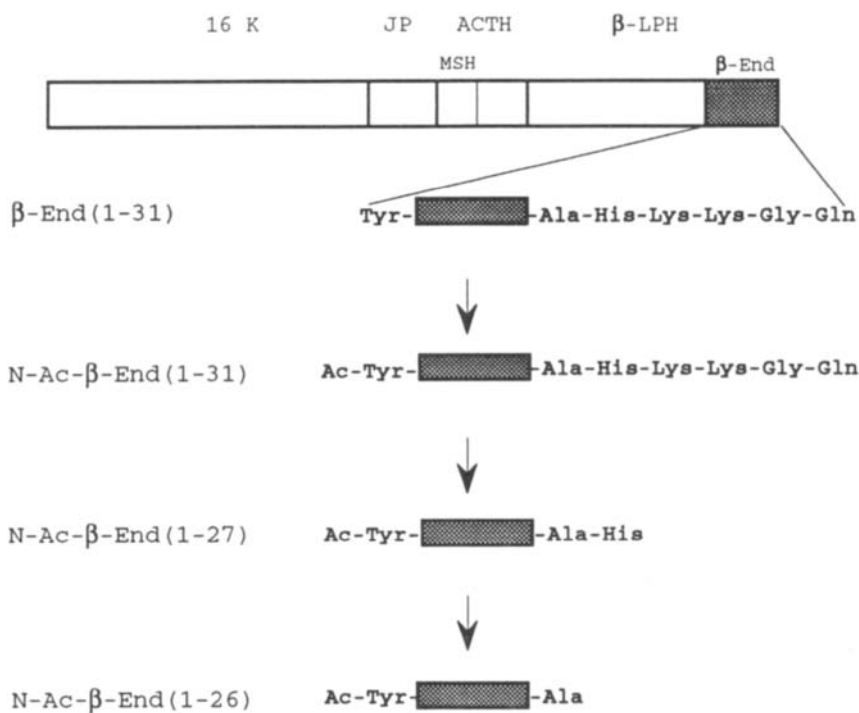 16 K JP ACTH β-LPH
MSH β-End
β-End(1-31) Tyr- -Ala-His-Lys-Lys-Gly-Gln
N-Ac-β-End(1-31) Ac-Tyr- -Ala-His-Lys-Lys-Gly-Gln
N-Ac-β-End(1-27) Ac-Tyr- -Ala-His
N-Ac-β-End(1-26) Ac-Tyr- -Ala